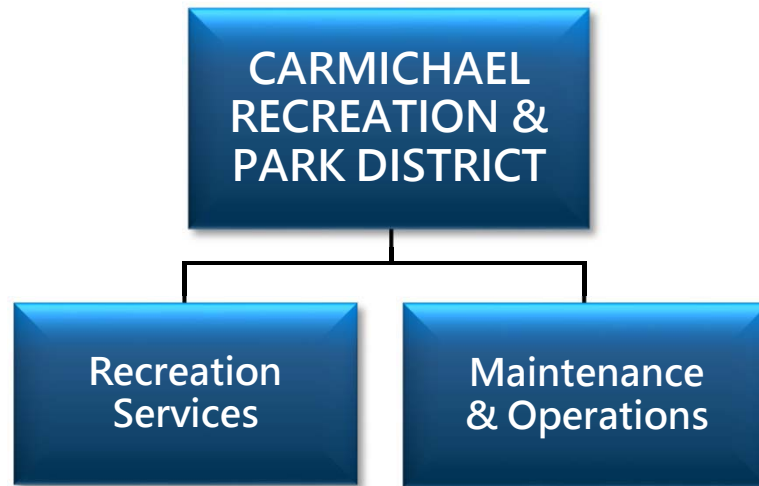 CARMICHAEL
RECREATION &
PARK DISTRICT
Recreation
Services
Maintenance
& Operations